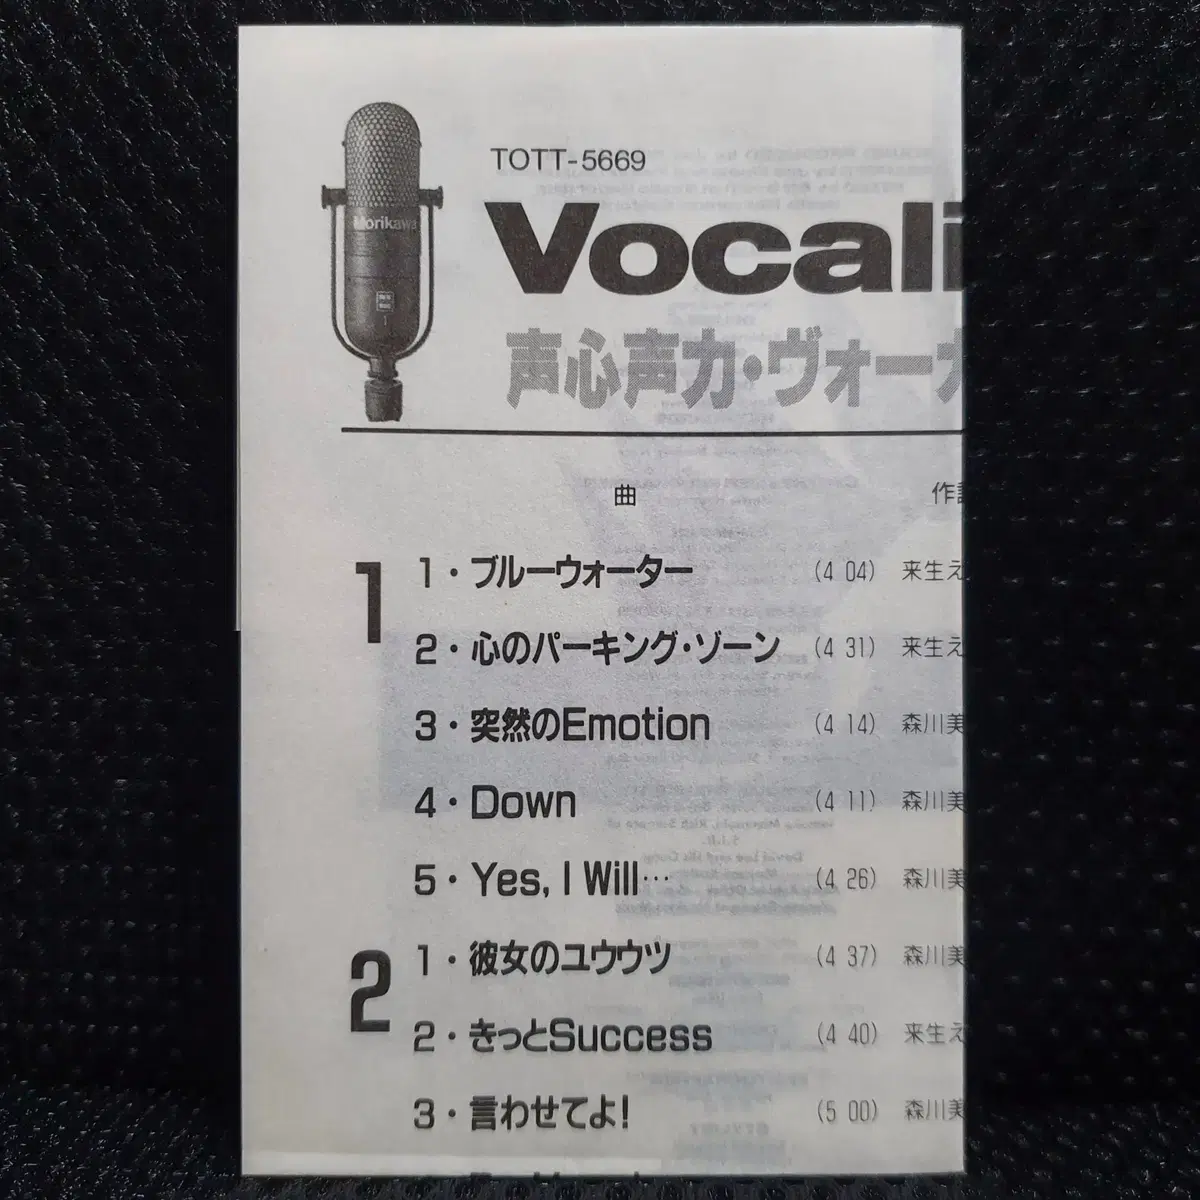 Morikawa
TOTT-5669
Vocali
声心声力・ヴォーカ
曲 作詞
1
1・ブルーウォーター (4 04) 来生え
2・心のパーキング・ゾーン (4 31) 来生え
3・突然のEmotion (4 14) 森川美
4・Down (4 11) 森川美
5・Yes, I Will… (4 26) 森川美
2
1・彼女のユウウツ (4 37) 森川美
2・きっとSuccess (4 40) 来生え
3・言わせてよ! (5 00) 森川美